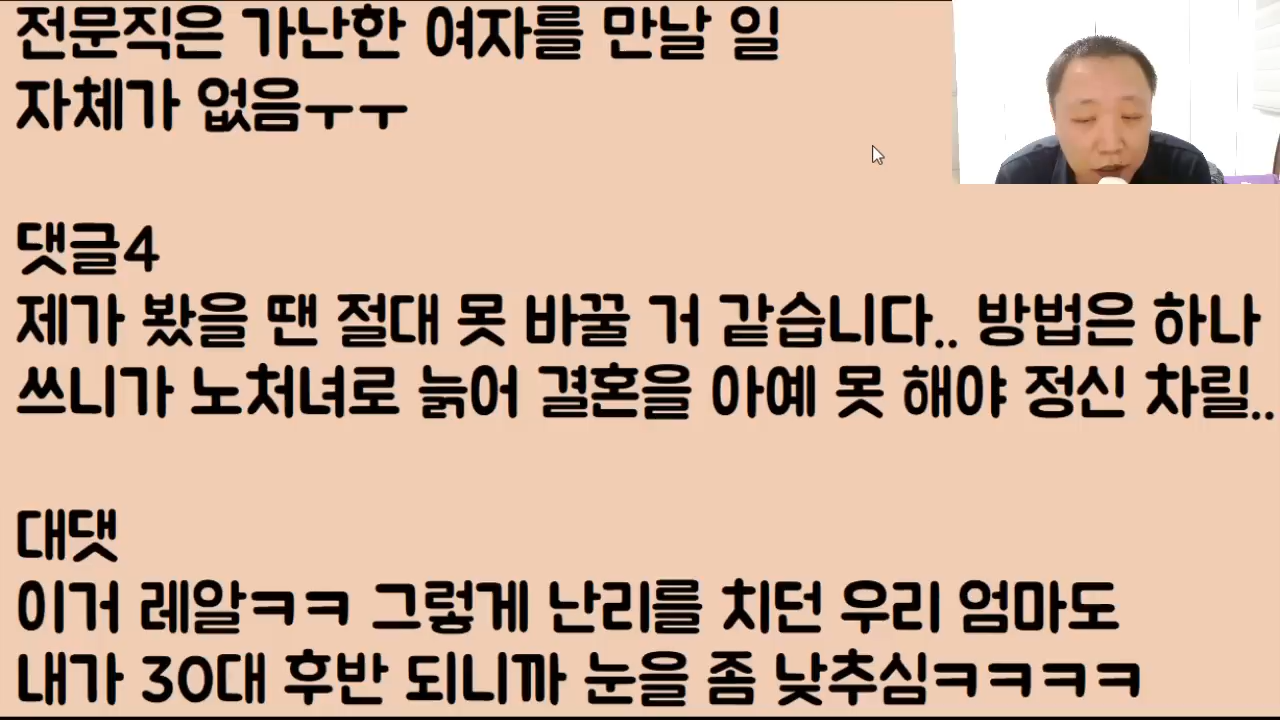 전문직은 가난한 여자를 만날 일
자체가 없음ㅜㅜ
댓글4
제가 봤을 땐 절대 못 바꿀 거 같습니다.. 방법은 하나
쓰니가 노처녀로 늙어 결혼을 아예 못 해야 정신 차릴..
대댓
이거 레알ㅋㅋ 그렇게 난리를 치던 우리 엄마도
내가 30대 후반 되니까 눈을 좀 낮추심ㅋㅋㅋㅋ